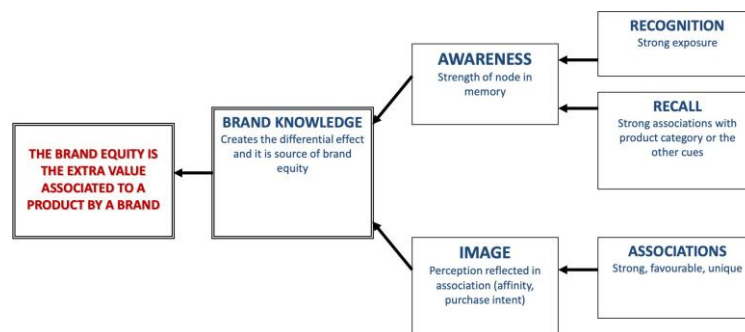 RECOGNITION
Strong exposure
AWARENESS
Strength of node in
memory
RECALL
Strong associations with
product category or the
other cues
BRAND KNOWLEDGE
Creates the differential effect
and it is source of brand
equity
THE BRAND EQUITY IS
THE EXTRA VALUE
ASSOCIATED TO A
PRODUCT BY A BRAND
IMAGE
Perception reflected in
association (affinity,
purchase intent)
ASSOCIATIONS
Strong, favourable, unique